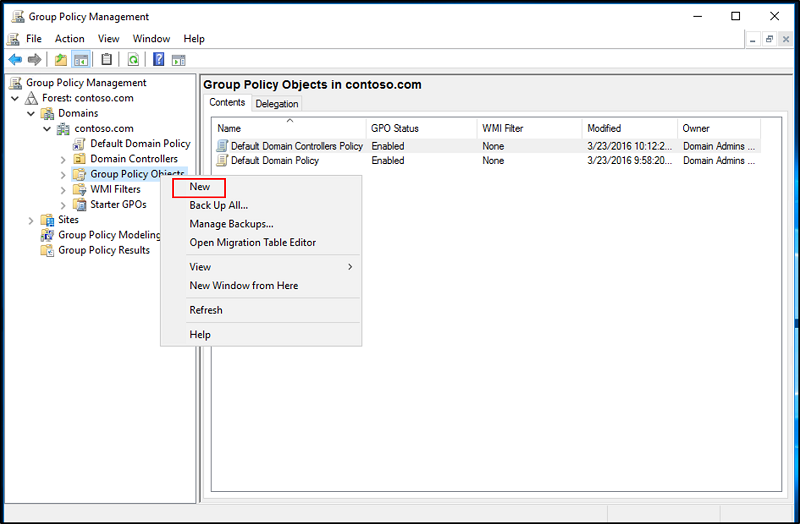 Group Policy Management
File Action View Window Help
Group Policy Management
Forest: contoso.com
Domains
contoso.com
Default Domain Policy
Domain Controllers
Group Policy Objects
WMI Filters
Starter GPOs
Sites
Group Policy Modeling
Group Policy Results
New
Back Up All...
Manage Backups...
Open Migration Table Editor
View
New Window from Here
Refresh
Help
Group Policy Objects in contoso.com
Contents Delegation
Name GPO Status WMI Filter Modified Owner
Default Domain Controllers Policy Enabled None 3/23/2016 10:12:2... Domain Admins ...
Default Domain Policy Enabled None 3/23/2016 9:58:20... Domain Admins ...